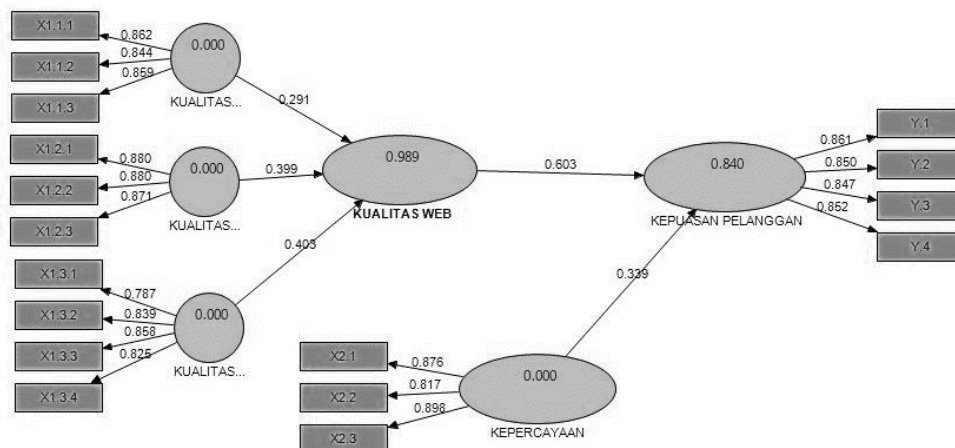 X1.1.1
0.862
0.000
X1.1.2
0.844
0.859
X1.1.3
KUALITAS...
0.291
X1.2.1
0.880
0.000
X1.2.2
0.880
0.399
0.871
X1.2.3
KUALITAS...
0.989
KUALITAS WEB
0.603
0.840
KEPUASAN PELANGGAN
0.861
Y.1
0.850
Y.2
0.847
Y.3
0.852
Y.4
0.403
X1.3.1
0.787
0.000
X1.3.2
0.839
0.858
X1.3.3
0.825
KUALITAS...
X1.3.4
0.339
X2.1
0.876
0.000
X2.2
0.817
0.898
X2.3
KEPERCAYAAN